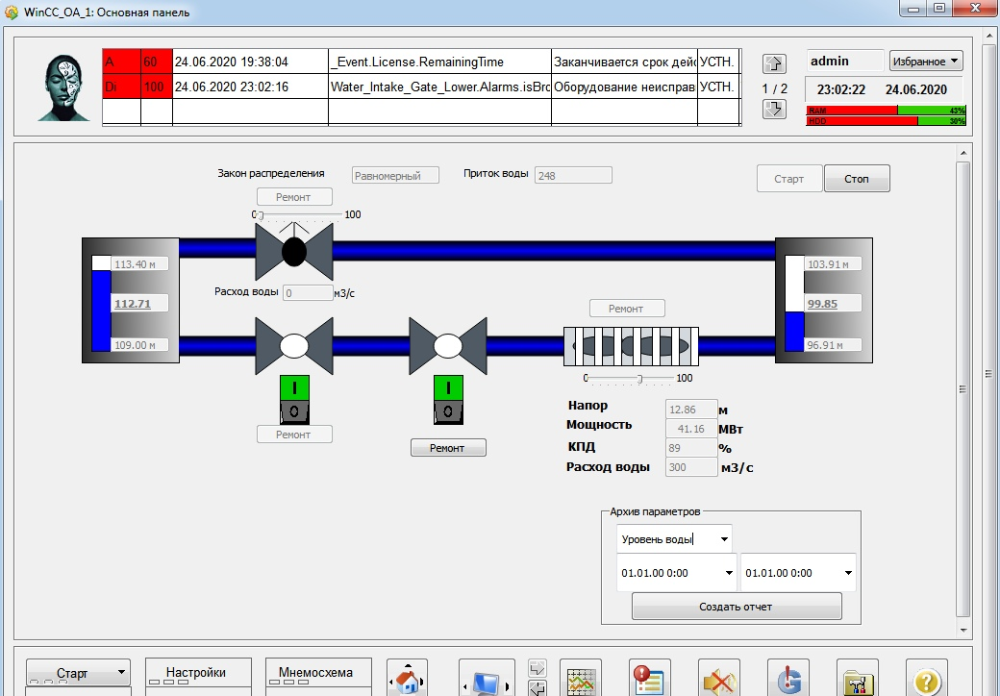 WinCC_OA_1: Основная панель
A 60 24.06.2020 19:38:04 _Event.License.RemainingTime Заканчивается срок дейс УСТН.
Di 100 24.06.2020 23:02:16 Water_Intake_Gate_Lower.Alarms.isBro Оборудование неисправн УСТН.
1 / 2
admin Избранное
23:02:22 24.06.2020
RAM 43%
HDD 30%
Закон распределения Равномерный Приток воды 248 Старт Стоп
Ремонт
0 100
113.40 м
112.71
109.00 м
Расход воды 0 м3/с
103.91 м
99.85
96.91 м
Ремонт
0 100
I
O
Ремонт
I
O
Ремонт
Напор 12.86 м
Мощность 41.16 МВт
КПД 89 %
Расход воды 300 м3/с
Архив параметров
Уровень воды
01.01.00 0:00 01.01.00 0:00
Создать отчет
Старт Настройки Мнемосхема